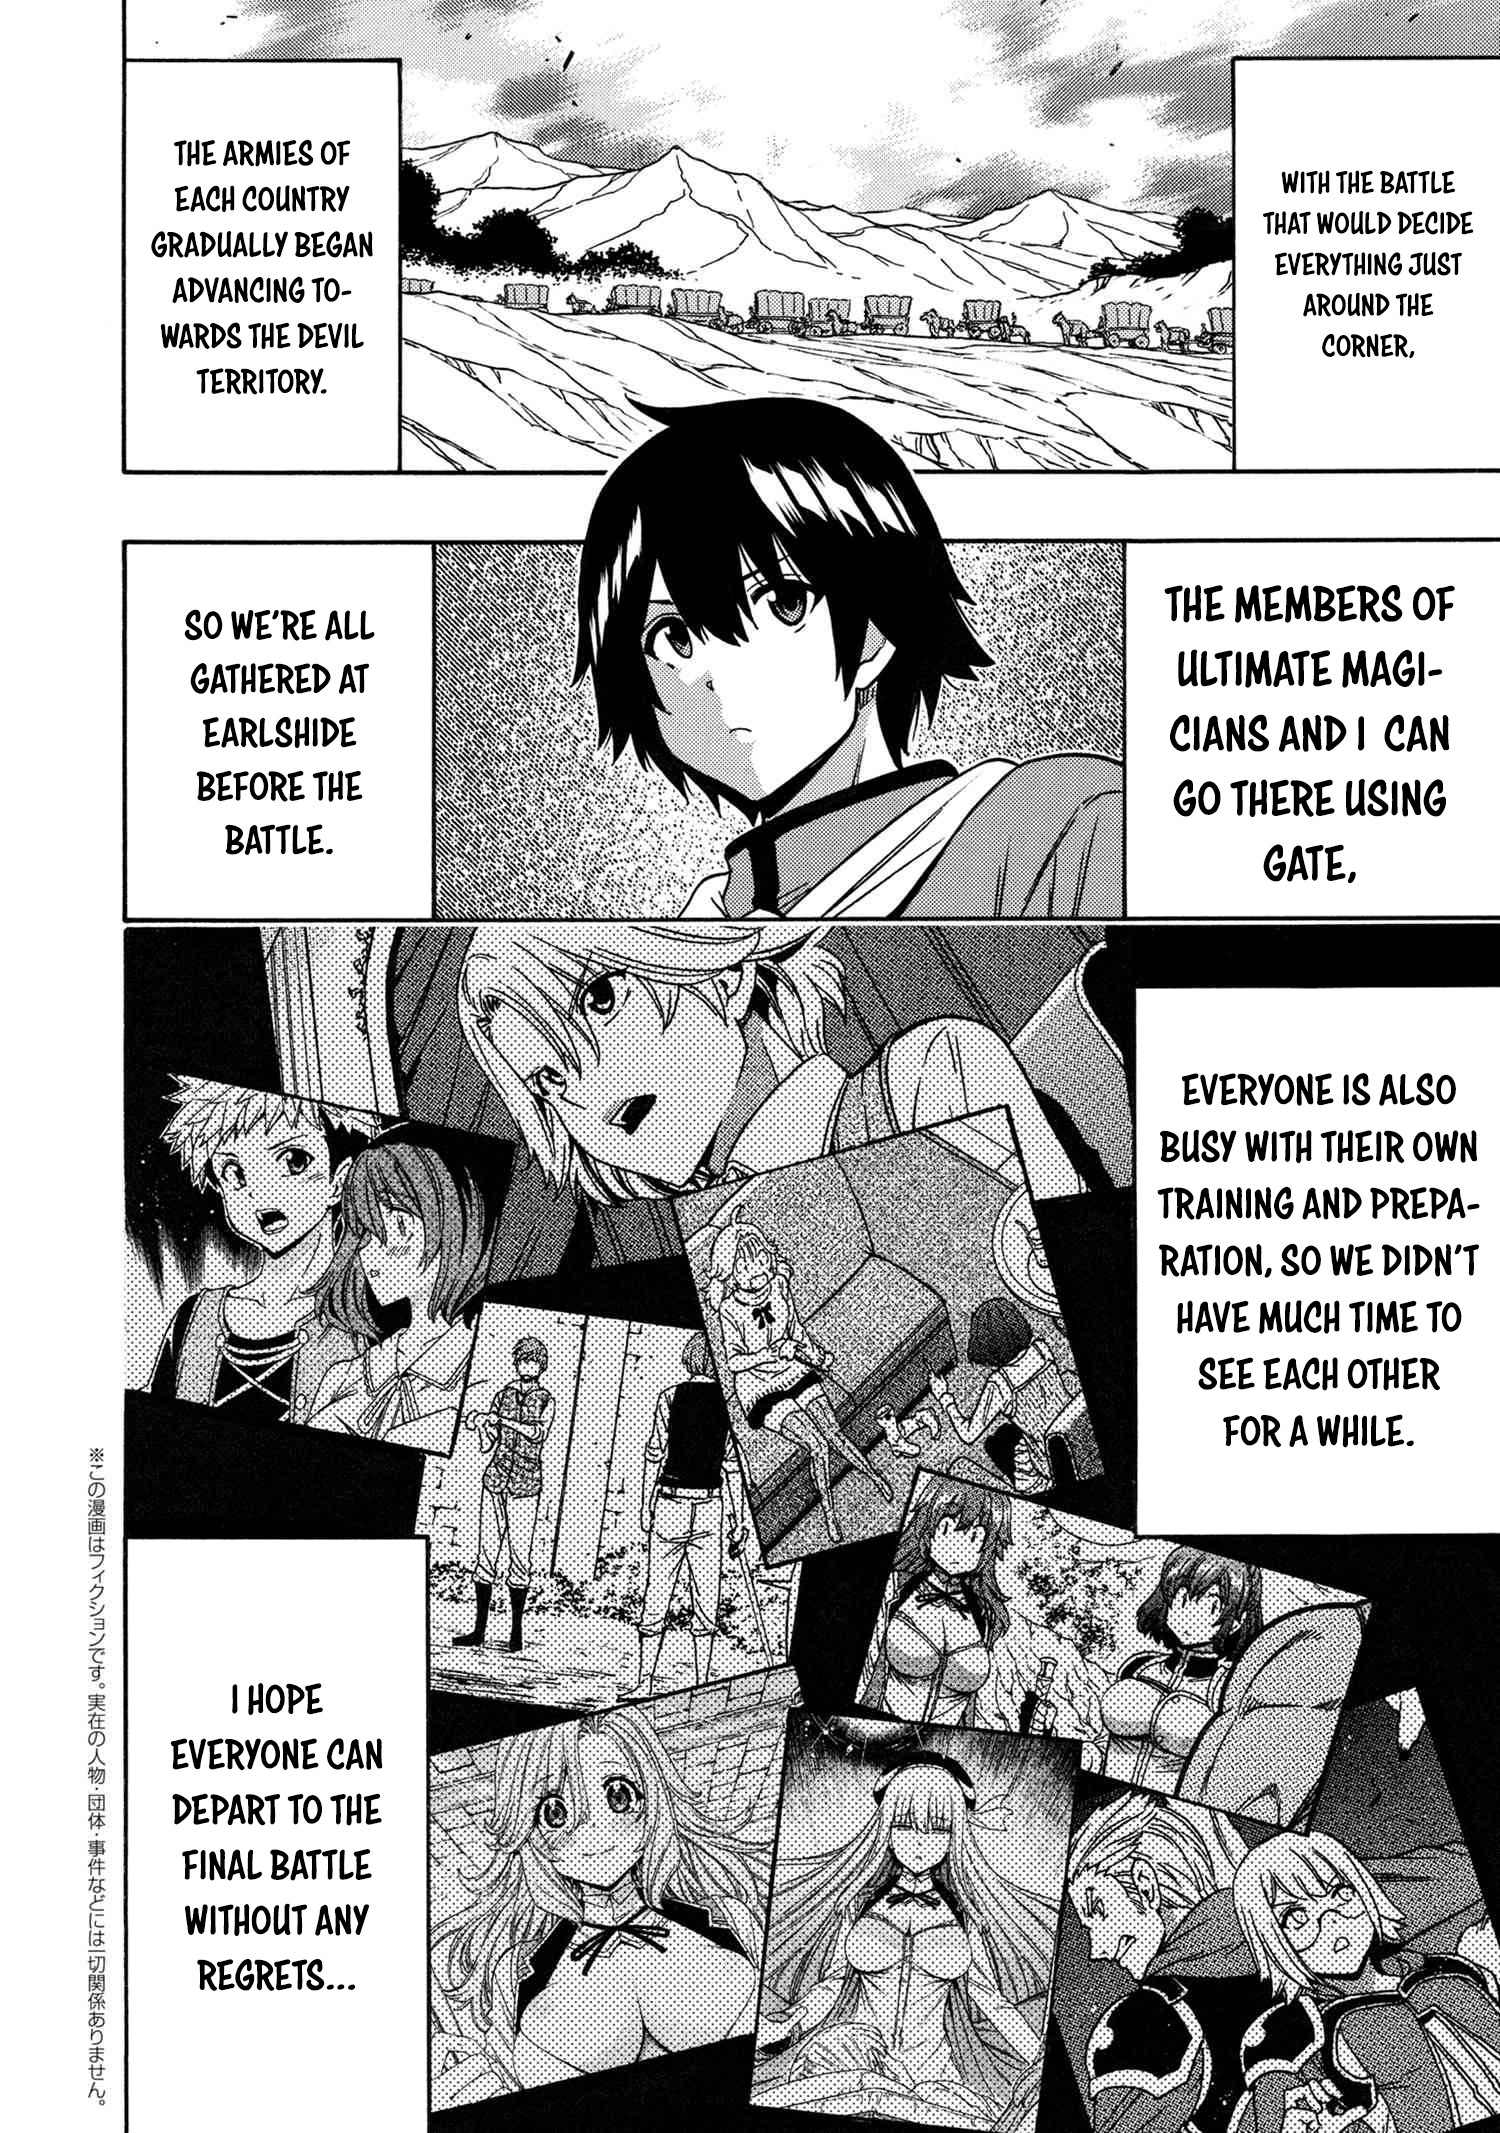 WITH THE BATTLE
THAT WOULD DECIDE
EVERYTHING JUST
AROUND THE
CORNER,
THE ARMIES OF
EACH COUNTRY
GRADUALLY BEGAN
ADVANCING TO-
WARDS THE DEVIL
TERRITORY.
THE MEMBERS OF
ULTIMATE MAGI-
CIANS AND I CAN
GO THERE USING
GATE,
SO WE'RE ALL
GATHERED AT
EARLSHIDE
BEFORE THE
BATTLE.
EVERYONE IS ALSO
BUSY WITH THEIR OWN
TRAINING AND PREPA-
RATION, SO WE DIDN'T
HAVE MUCH TIME TO
SEE EACH OTHER
FOR A WHILE.
I HOPE
EVERYONE CAN
DEPART TO THE
FINAL BATTLE
WITHOUT ANY
REGRETS...
※この漫画はフィクションです。実在の人物・団体・事件などには一切関係ありません。